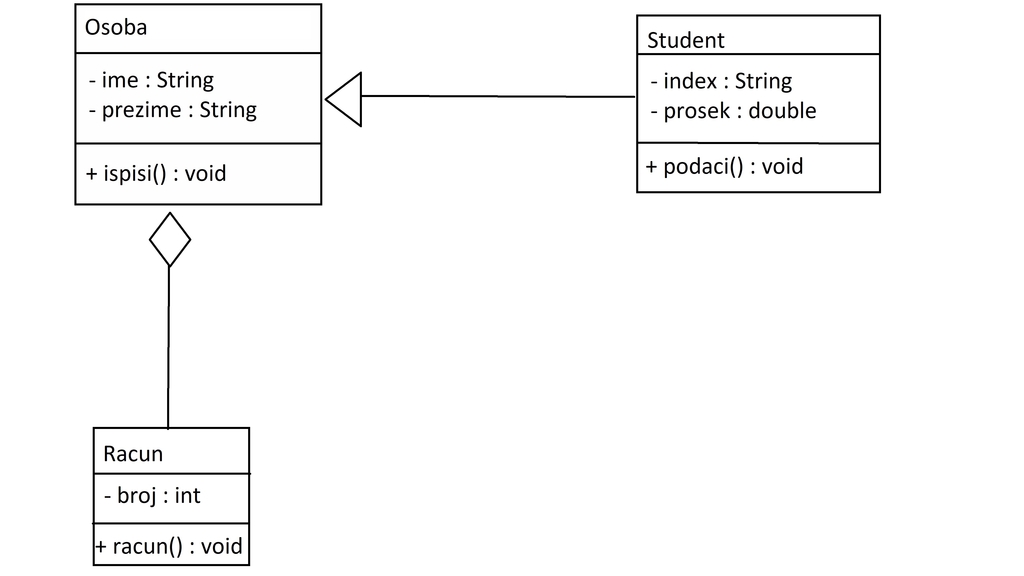 Osoba
- ime : String
- prezime : String
+ ispisi() : void
Student
- index : String
- prosek : double
+ podaci() : void
Racun
- broj : int
+ racun() : void